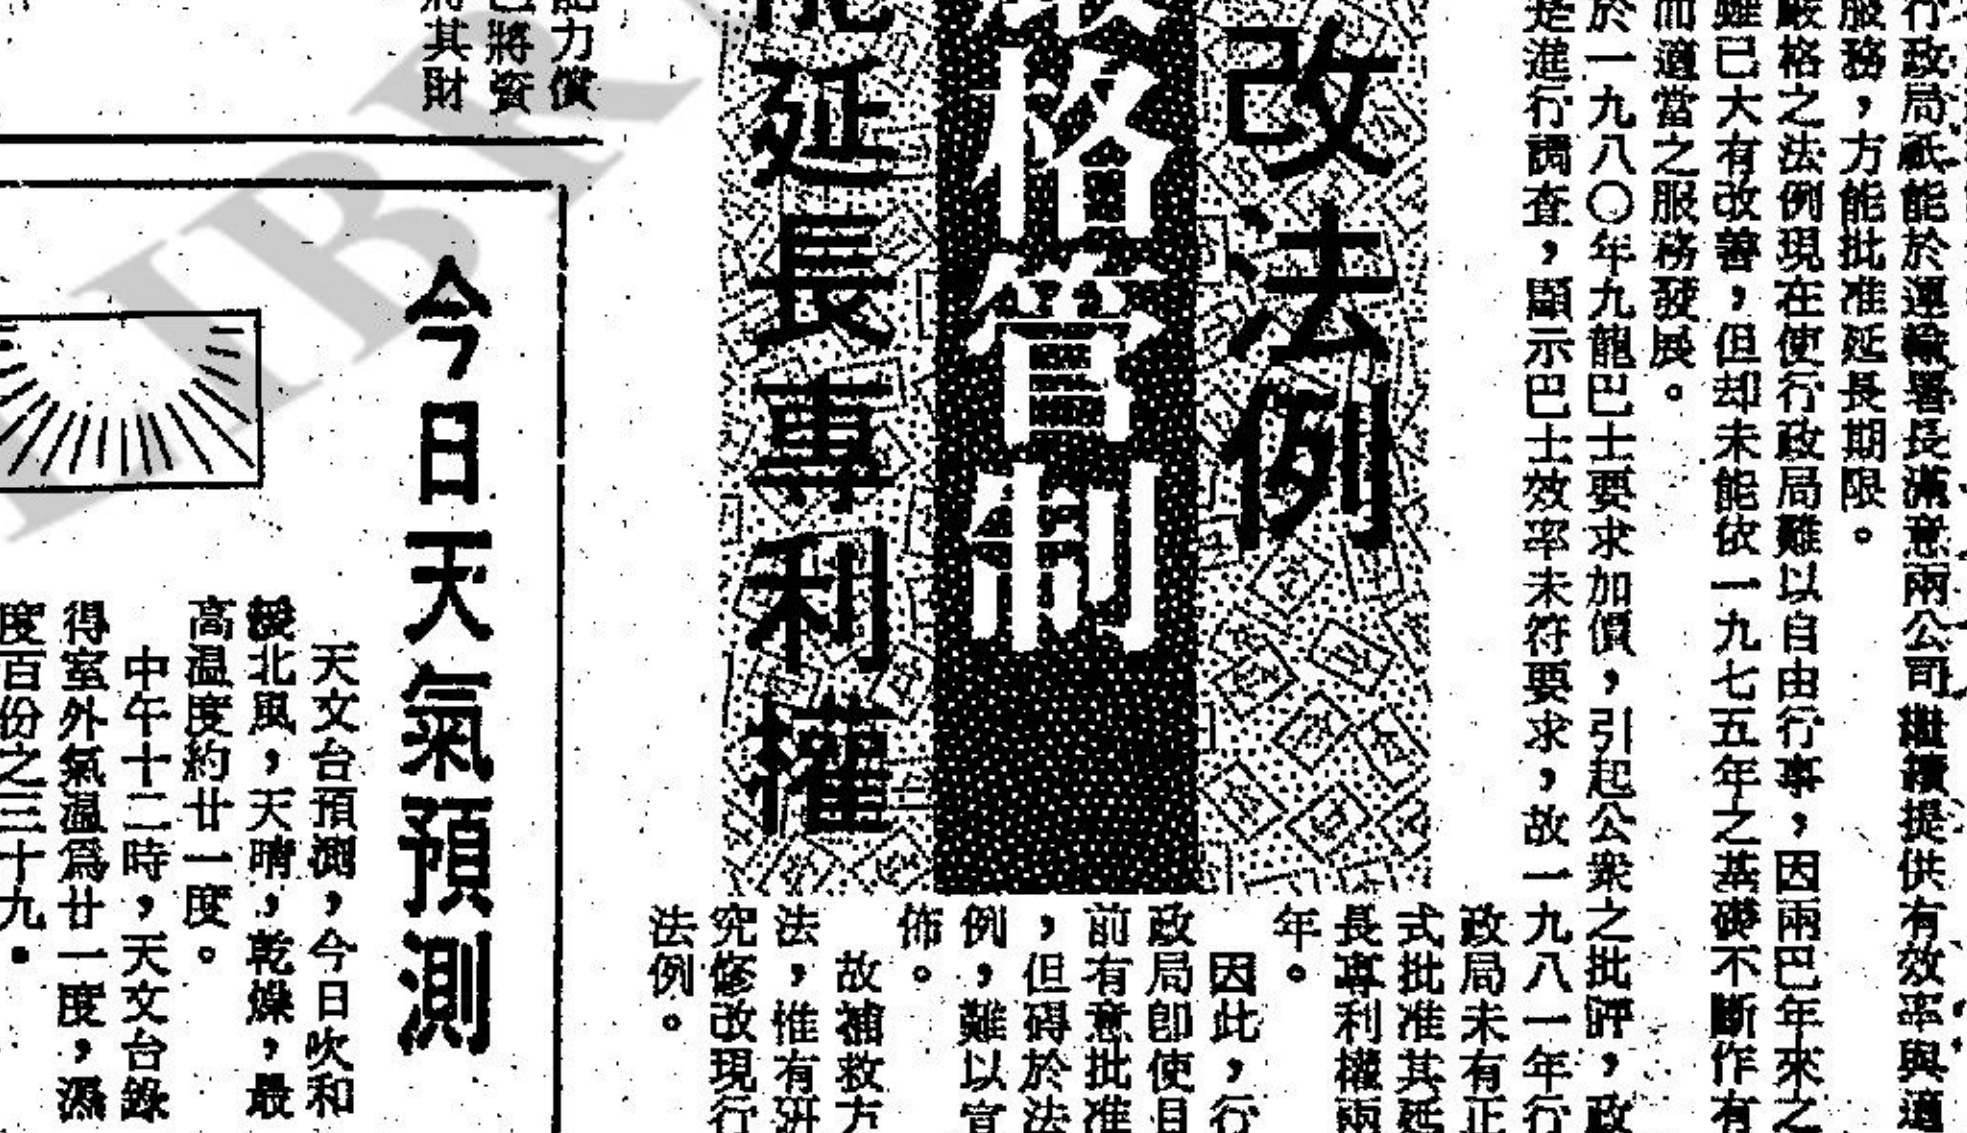 行政局祇能於運輸署長滿意兩公司繼續提供有效率與適
服務,方能批准延長期限。
嚴格之法例現在使行政局難以自由行事,因兩巴年來之
雖已大有改善,但却未能依一九七五年之基礎不斷作有
而適當之服務發展。
於一九八〇年九龍巴士要求加價,引起公衆之批評,政
是進行調查,顯示巴士效率未符要求,故一九八一年行
政局未有正
式批准其延
長專利權兩
年。
因此,行
政局卽使目
前有意批准
,但碍於法
例,難以宣
佈。
故補救方
法,惟有硏
究修改現行
法例。
改法例
格管制
能延長專利權
能力償
已將資
將其財
今日天氣預測
天文台預測,今日吹和
緩北風,天晴,乾燥,最
高溫度約廿一度。
中午十二時,天文台錄
得室外氣溫爲廿一度,濕
度百份之三十九。
LIBR